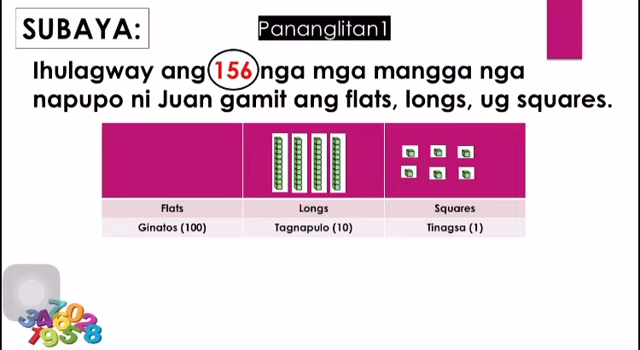 SUBAYA:
Pananglitan1
Ihulagway ang 156 nga mga mangga nga
napupo ni Juan gamit ang flats, longs, ug squares.
Flats Longs Squares
Ginatos (100) Tagnapulo (10) Tinagsa (1)